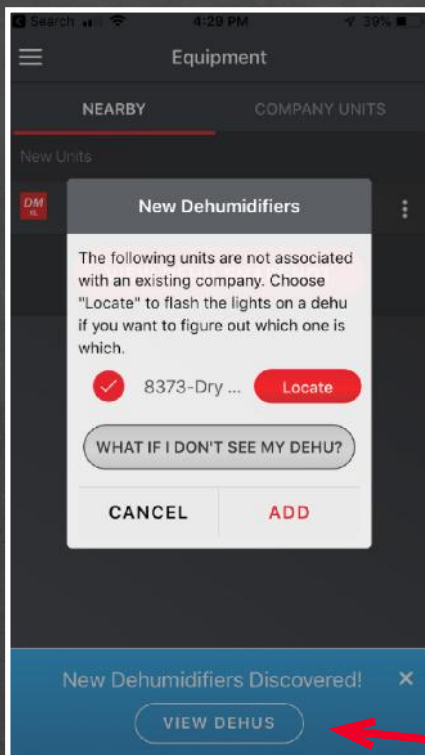 Search 4:29 PM 39%
Equipment
NEARBY COMPANY UNITS
New Units
DM
XL
New Dehumidifiers
The following units are not associated
with an existing company. Choose
"Locate" to flash the lights on a dehu
if you want to figure out which one is
which.
8373-Dry ... Locate
WHAT IF I DON'T SEE MY DEHU?
CANCEL ADD
New Dehumidifiers Discovered! ×
VIEW DEHUS